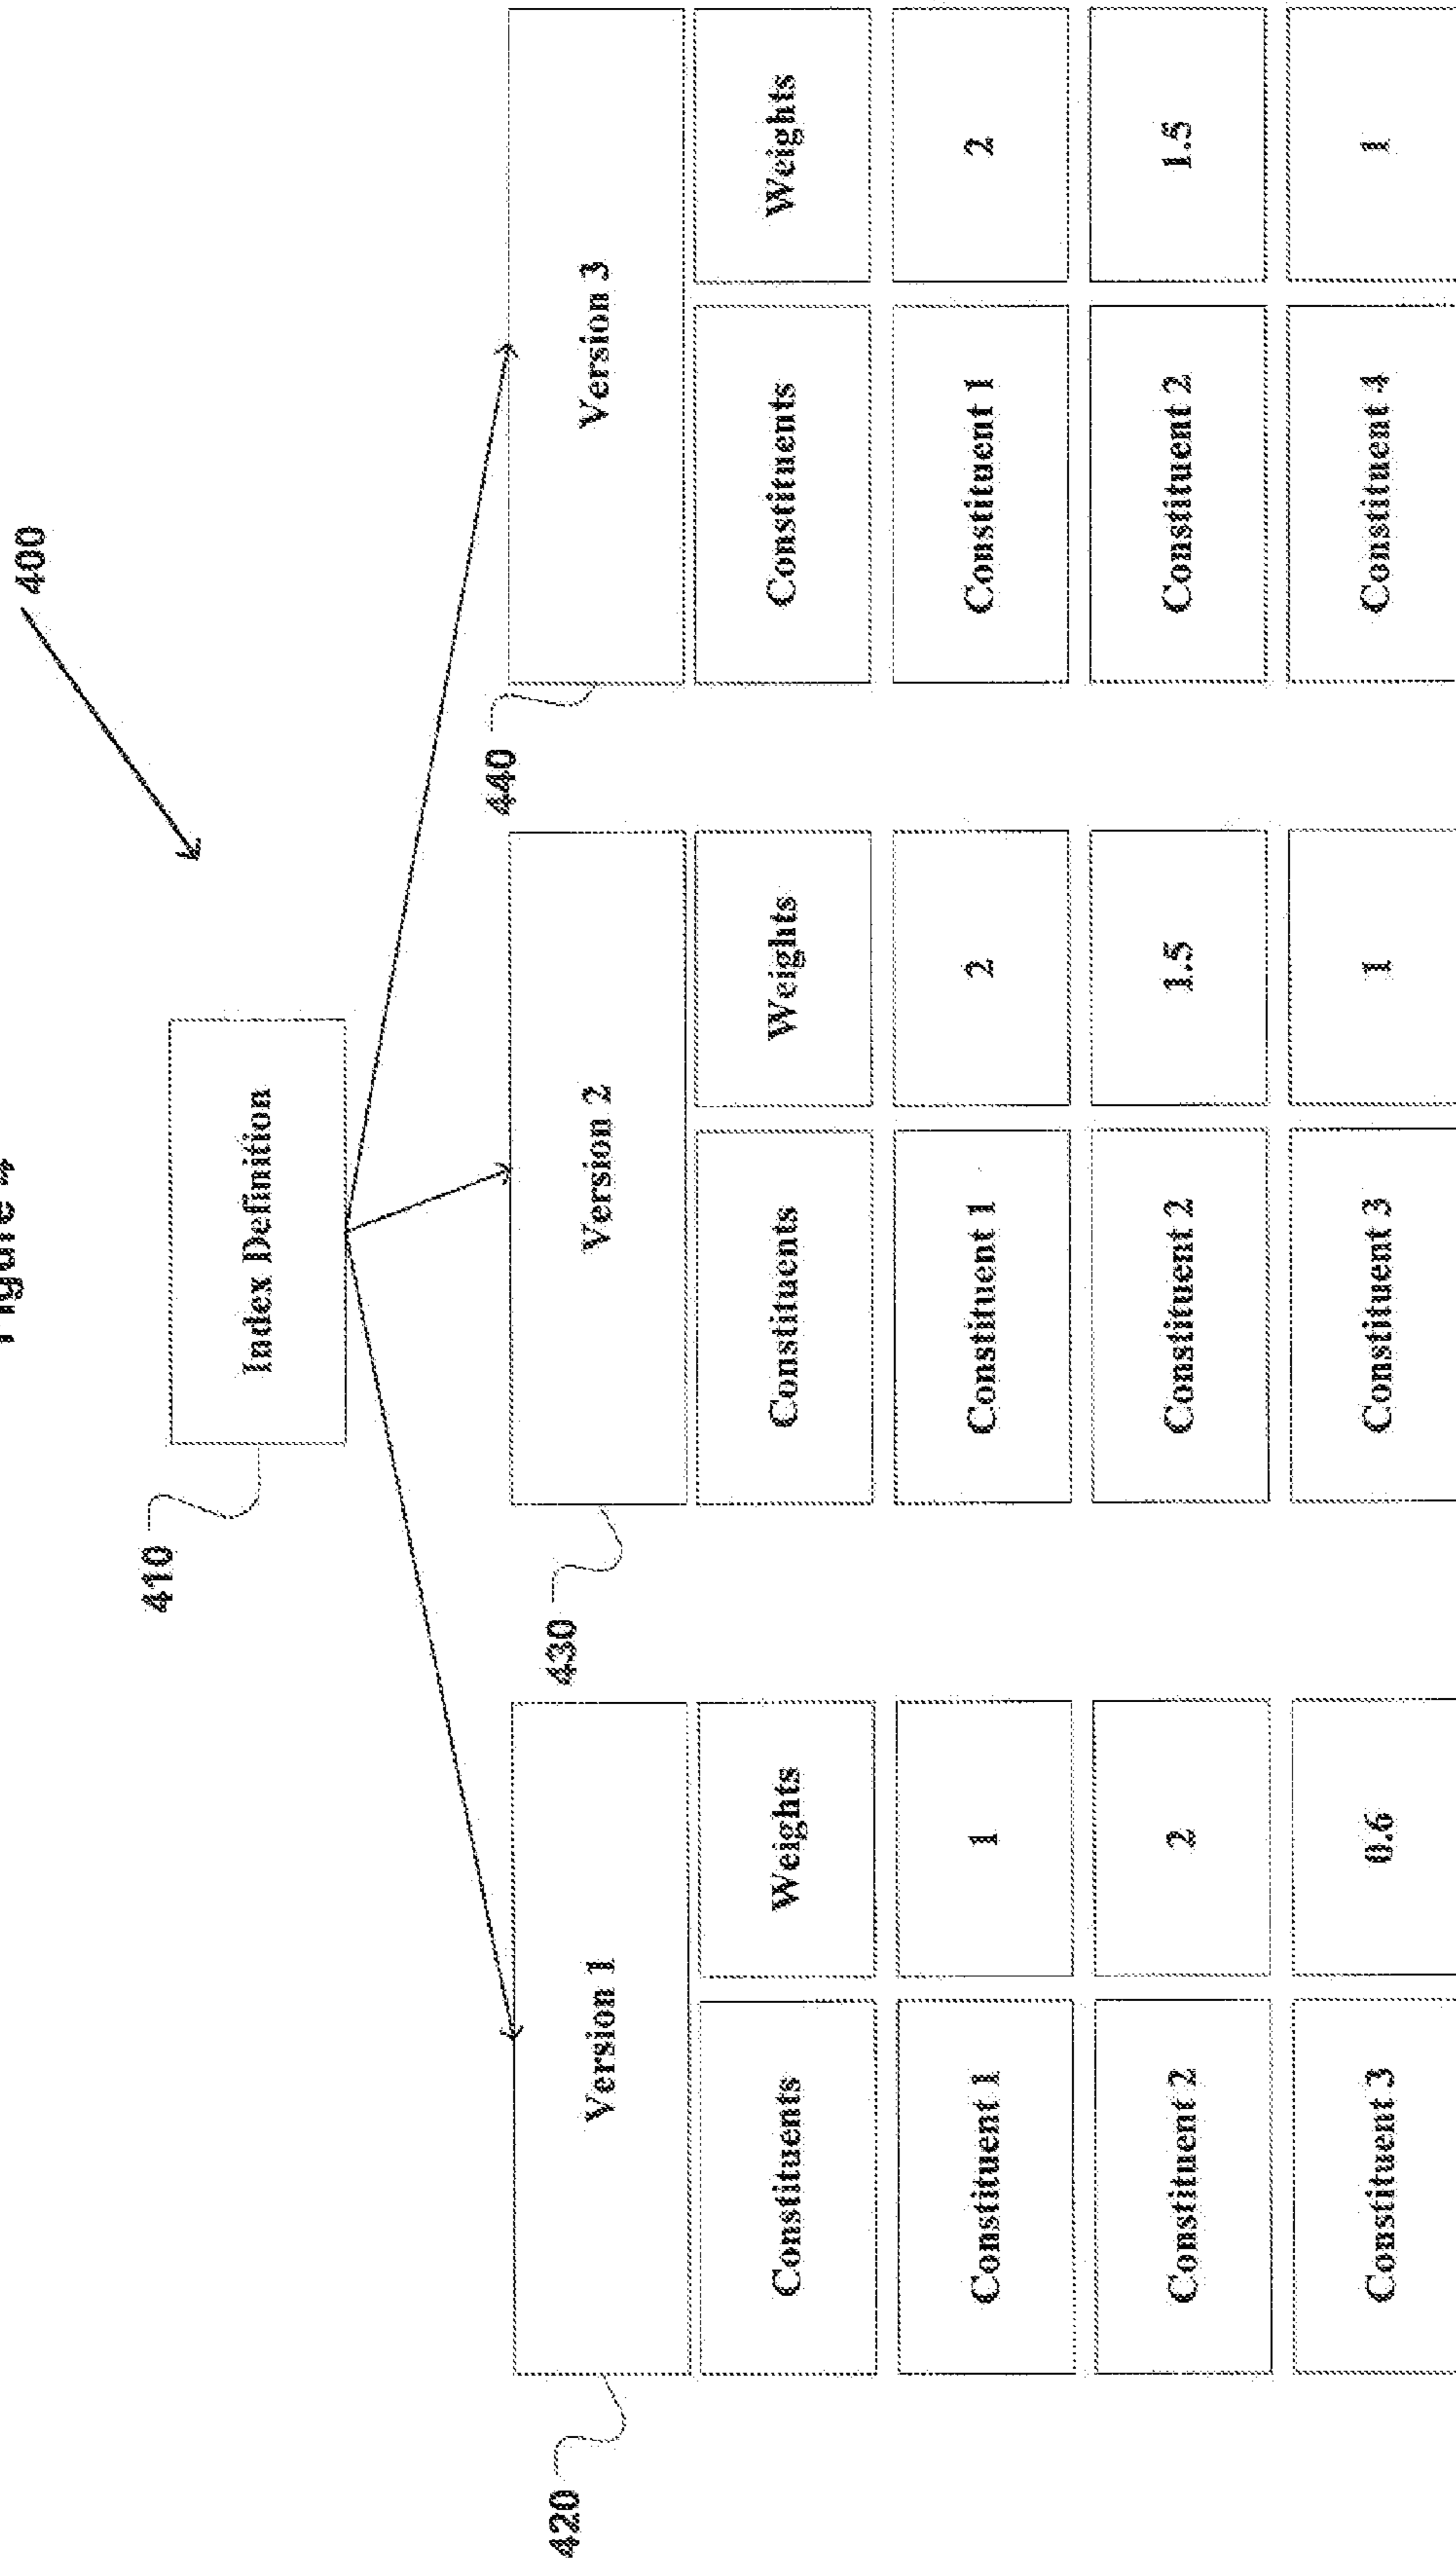 Figure 4
400
410
Index Definition
420
430
440
Version 1
Version 2
Version 3
Constituents Weights
Constituents Weights
Constituents Weights
Constituent 1 1
Constituent 1 2
Constituent 1 2
Constituent 2 2
Constituent 2 1.5
Constituent 2 1.5
Constituent 3 0.6
Constituent 3 1
Constituent 4 1